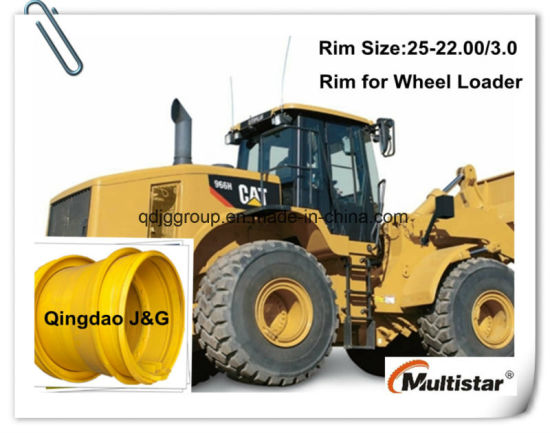 Rim Size:25-22.00/3.0
Rim for Wheel Loader
966H
CAT
qdjggroup.en.made-in-china.com
Qingdao J&G
Multistar®